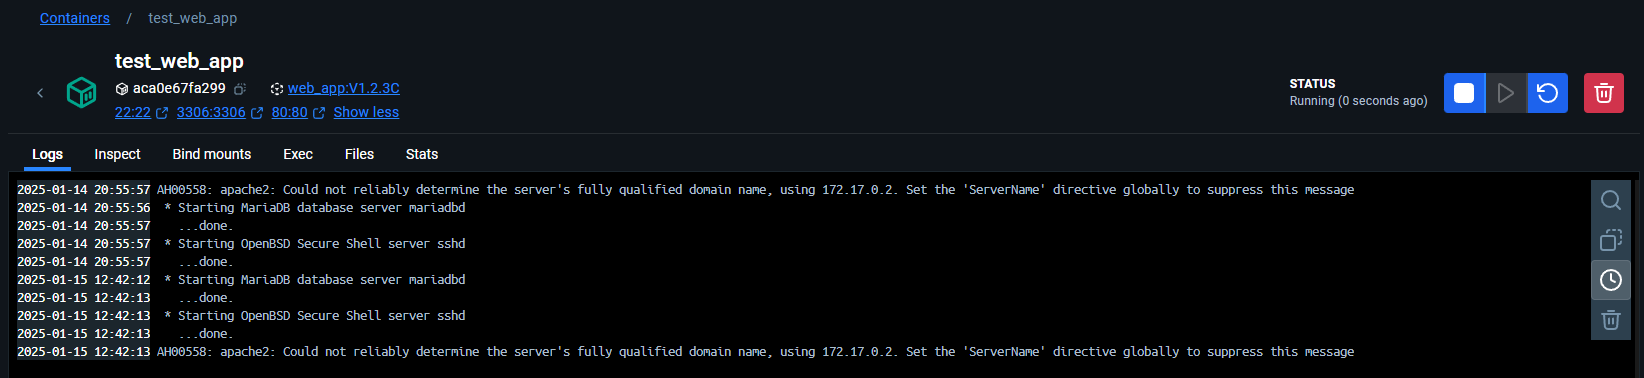 Containers / test_web_app
test_web_app
aca0e67fa299 web_app:V1.2.3C
22:22 3306:3306 80:80 Show less
STATUS
Running (0 seconds ago)
Logs Inspect Bind mounts Exec Files Stats
2025-01-14 20:55:57 AH00558: apache2: Could not reliably determine the server's fully qualified domain name, using 172.17.0.2. Set the 'ServerName' directive globally to suppress this message
2025-01-14 20:55:56 * Starting MariaDB database server mariadbd
2025-01-14 20:55:57 ...done.
2025-01-14 20:55:57 * Starting OpenBSD Secure Shell server sshd
2025-01-14 20:55:57 ...done.
2025-01-15 12:42:12 * Starting MariaDB database server mariadbd
2025-01-15 12:42:13 ...done.
2025-01-15 12:42:13 * Starting OpenBSD Secure Shell server sshd
2025-01-15 12:42:13 ...done.
2025-01-15 12:42:13 AH00558: apache2: Could not reliably determine the server's fully qualified domain name, using 172.17.0.2. Set the 'ServerName' directive globally to suppress this message